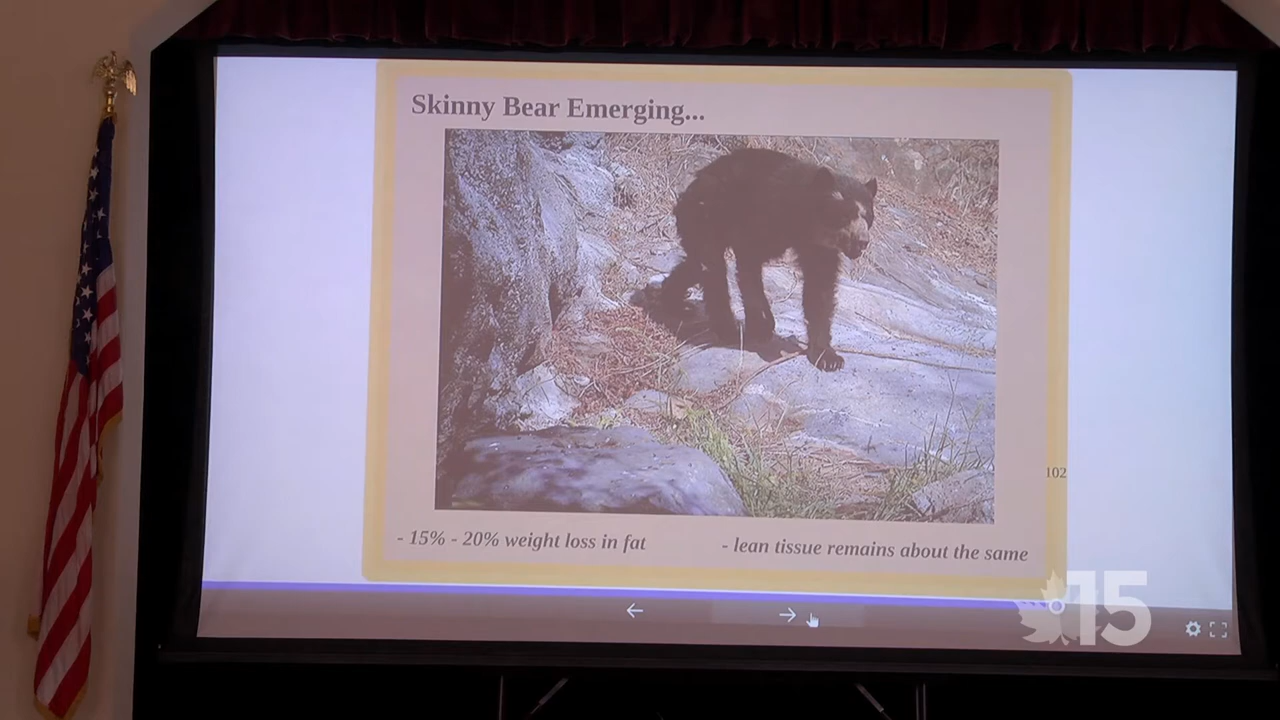 Skinny Bear Emerging...
102
- 15% - 20% weight loss in fat
- lean tissue remains about the same
15